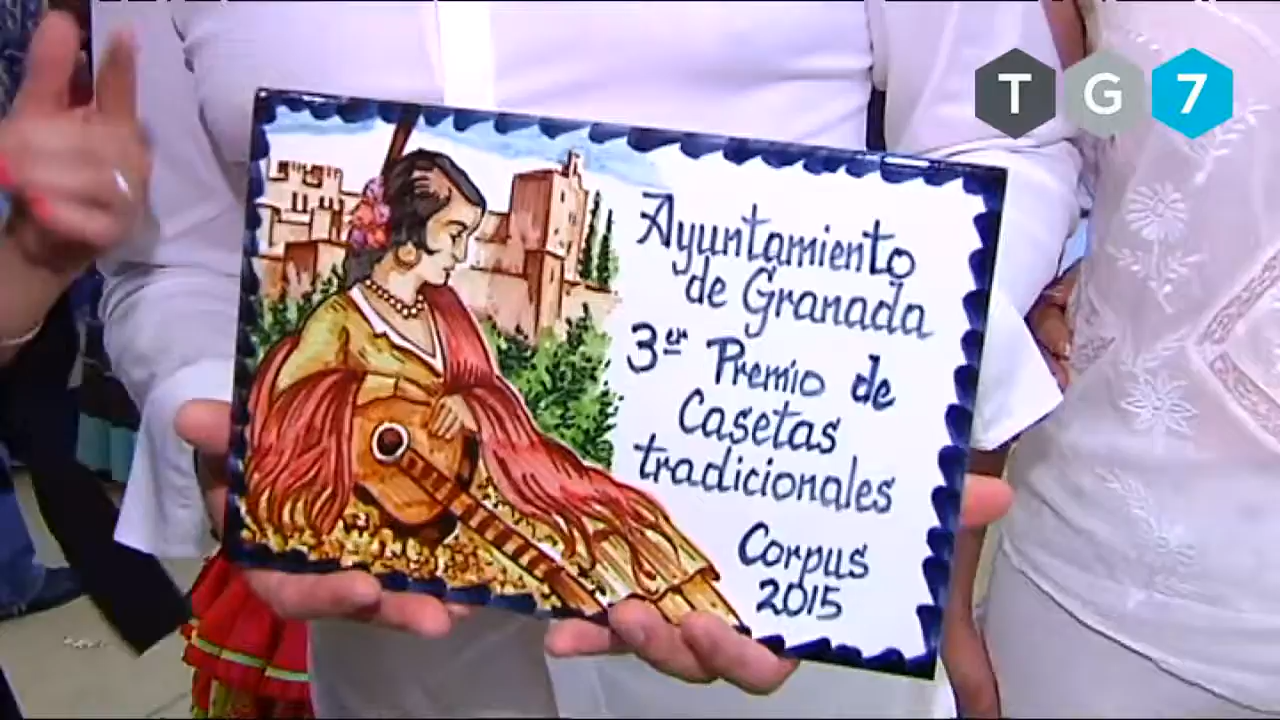 TG7
Ayuntamiento
de Granada
3er Premio de
Casetas
tradicionales
Corpus
2015